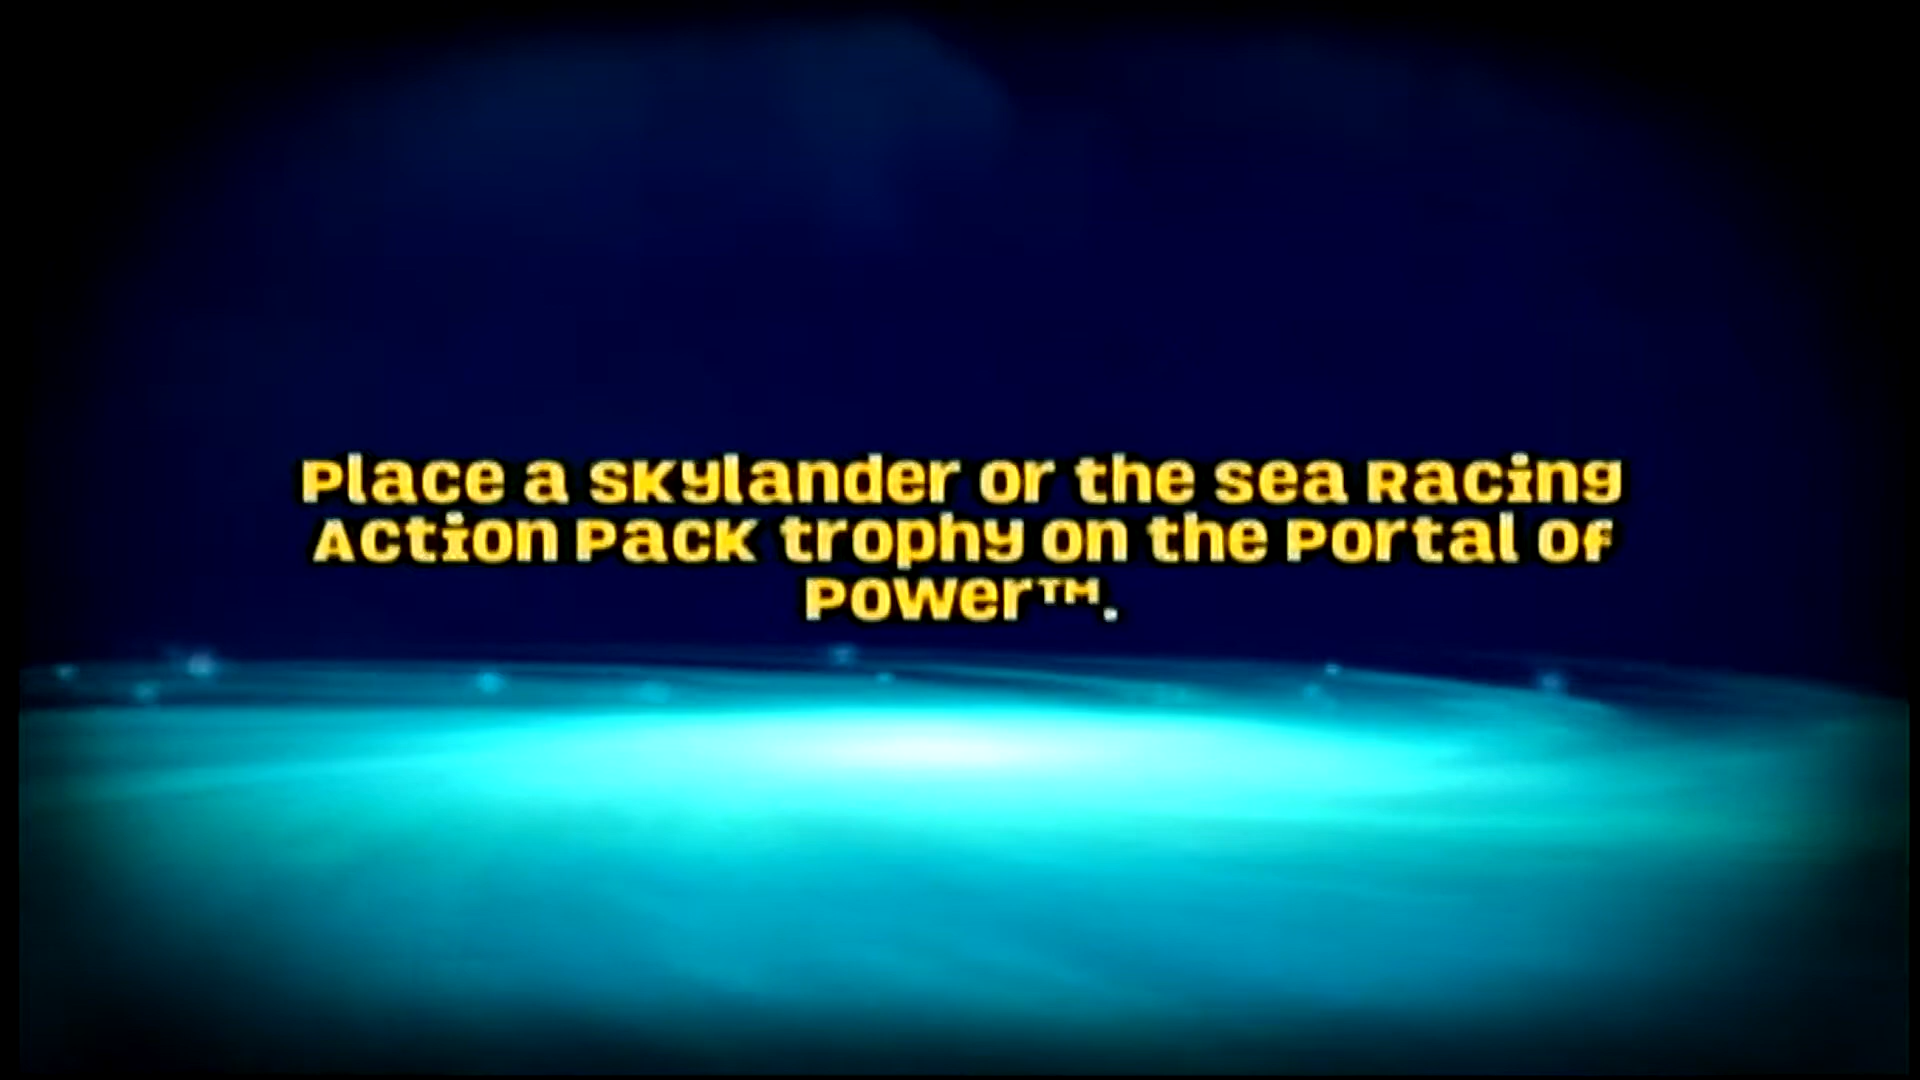 Place a Skylander or the Sea Racing
Action Pack trophy on the Portal of
Power™.